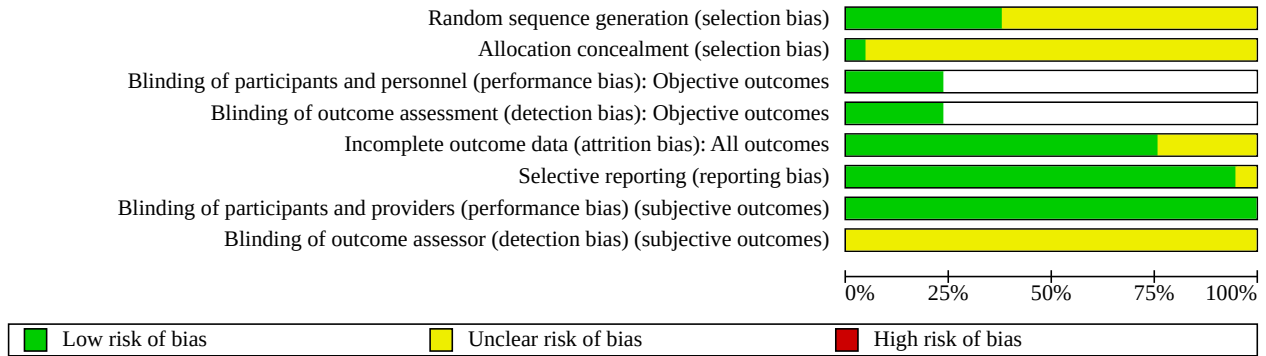 Random sequence generation (selection bias)
Allocation concealment (selection bias)
Blinding of participants and personnel (performance bias): Objective outcomes
Blinding of outcome assessment (detection bias): Objective outcomes
Incomplete outcome data (attrition bias): All outcomes
Selective reporting (reporting bias)
Blinding of participants and providers (performance bias) (subjective outcomes)
Blinding of outcome assessor (detection bias) (subjective outcomes)
0% 25% 50% 75% 100%
Low risk of bias Unclear risk of bias High risk of bias